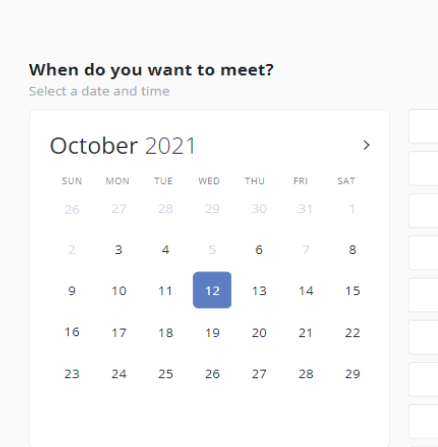 When do you want to meet?
Select a date and time
October 2021
SUN MON TUE WED THU FRI SAT
26 27 28 29 30 31 1
2 3 4 5 6 7 8
9 10 11 12 13 14 15
16 17 18 19 20 21 22
23 24 25 26 27 28 29